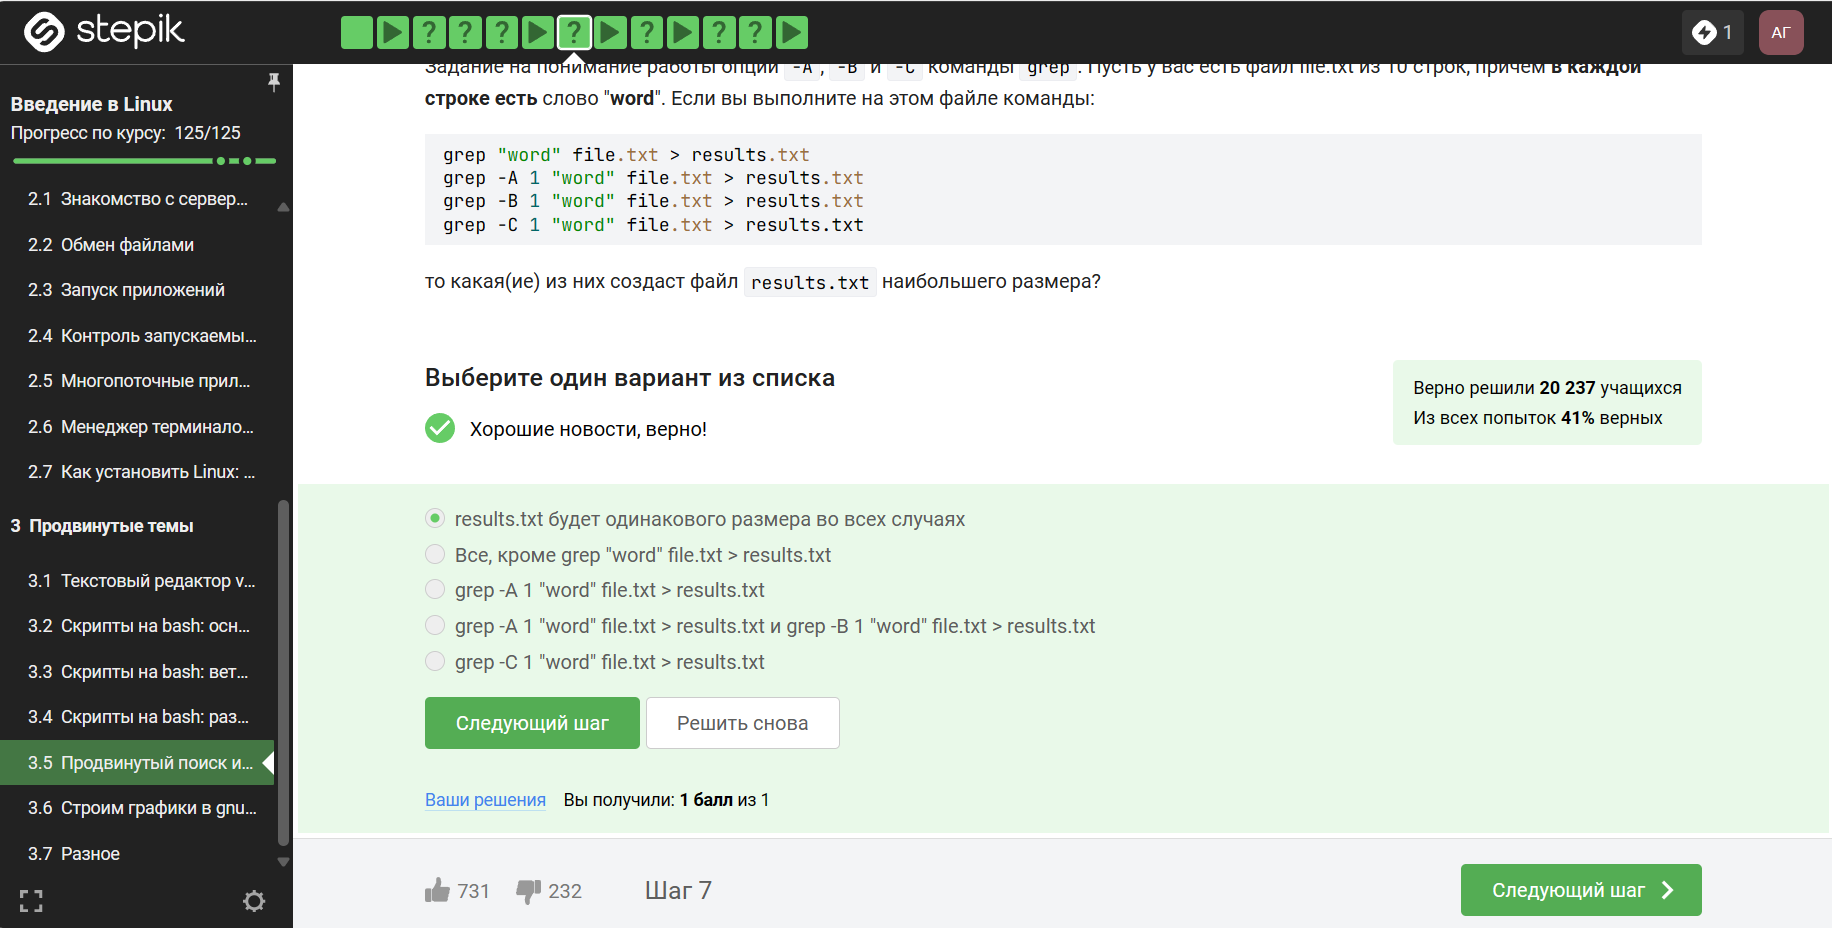 stepik
1
АГ
Введение в Linux
Прогресс по курсу: 125/125
2.1 Знакомство с сервер...
2.2 Обмен файлами
2.3 Запуск приложений
2.4 Контроль запускаемы...
2.5 Многопоточные прил...
2.6 Менеджер терминало...
2.7 Как установить Linux: ...
3 Продвинутые темы
3.1 Текстовый редактор v...
3.2 Скрипты на bash: осн...
3.3 Скрипты на bash: вет...
3.4 Скрипты на bash: раз...
3.5 Продвинутый поиск и...
3.6 Строим графики в gnu...
3.7 Разное
Задание на понимание работы опций -A, -B и -C команды grep. Пусть у вас есть файл file.txt из 10 строк, причем в каждой
строке есть слово "word". Если вы выполните на этом файле команды:
grep "word" file.txt > results.txt
grep -A 1 "word" file.txt > results.txt
grep -B 1 "word" file.txt > results.txt
grep -C 1 "word" file.txt > results.txt
то какая(ие) из них создаст файл results.txt наибольшего размера?
Выберите один вариант из списка
Хорошие новости, верно!
Верно решили 20 237 учащихся
Из всех попыток 41% верных
results.txt будет одинакового размера во всех случаях
Все, кроме grep "word" file.txt > results.txt
grep -A 1 "word" file.txt > results.txt
grep -A 1 "word" file.txt > results.txt и grep -B 1 "word" file.txt > results.txt
grep -C 1 "word" file.txt > results.txt
Следующий шаг
Решить снова
Ваши решения Вы получили: 1 балл из 1
731 232 Шаг 7
Следующий шаг